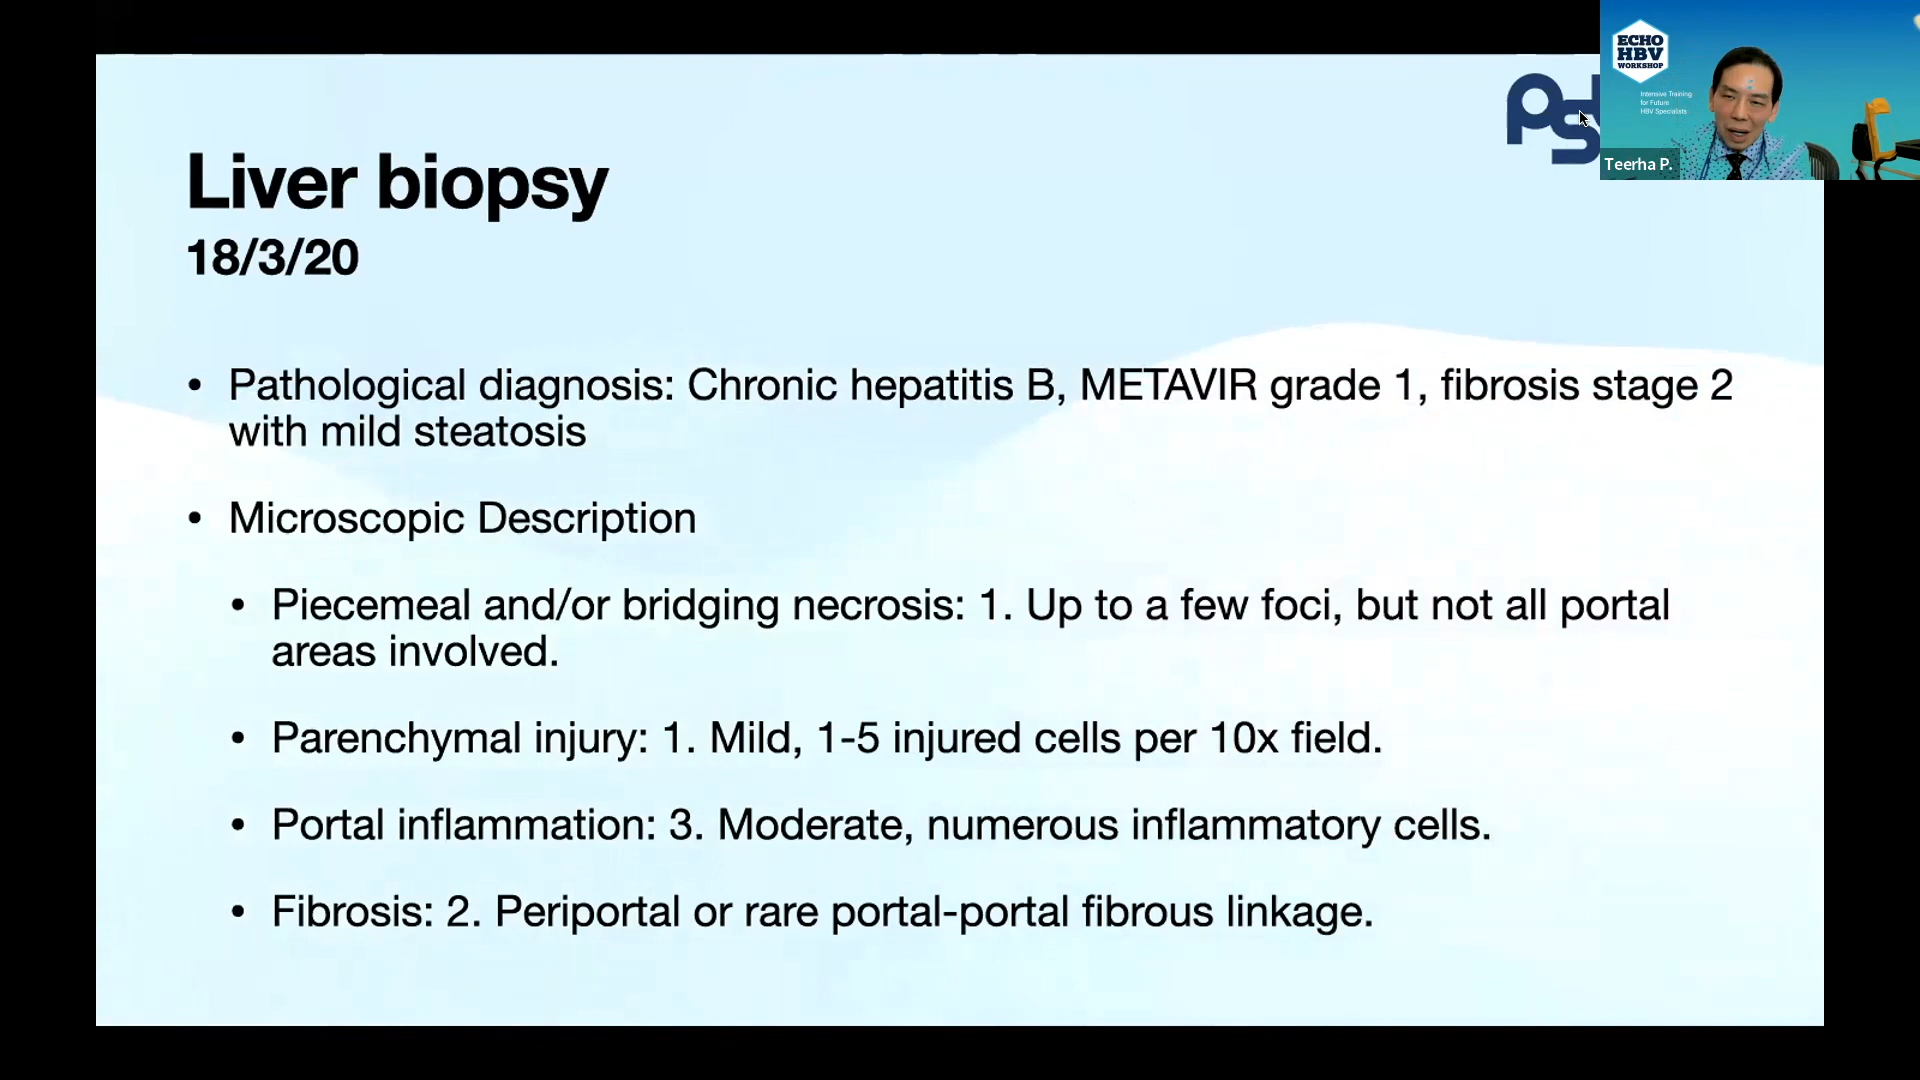 ECHO
HBV
WORKSHOP
Intensive Training
for Future
HBV Specialists
Teerha P.
Liver biopsy
18/3/20
• Pathological diagnosis: Chronic hepatitis B, METAVIR grade 1, fibrosis stage 2
with mild steatosis
• Microscopic Description
• Piecemeal and/or bridging necrosis: 1. Up to a few foci, but not all portal
areas involved.
• Parenchymal injury: 1. Mild, 1-5 injured cells per 10x field.
• Portal inflammation: 3. Moderate, numerous inflammatory cells.
• Fibrosis: 2. Periportal or rare portal-portal fibrous linkage.